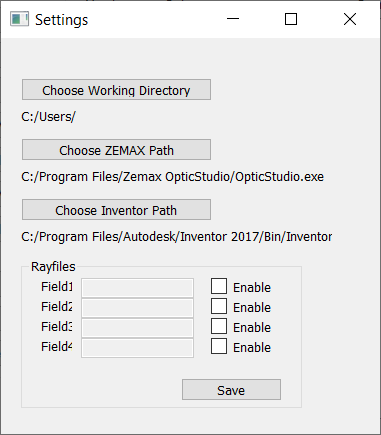 Settings
Choose Working Directory
C:/Users/
Choose ZEMAX Path
C:/Program Files/Zemax OpticStudio/OpticStudio.exe
Choose Inventor Path
C:/Program Files/Autodesk/Inventor 2017/Bin/Inventor
Rayfiles
Field1 Enable
Field2 Enable
Field3 Enable
Field4 Enable
Save